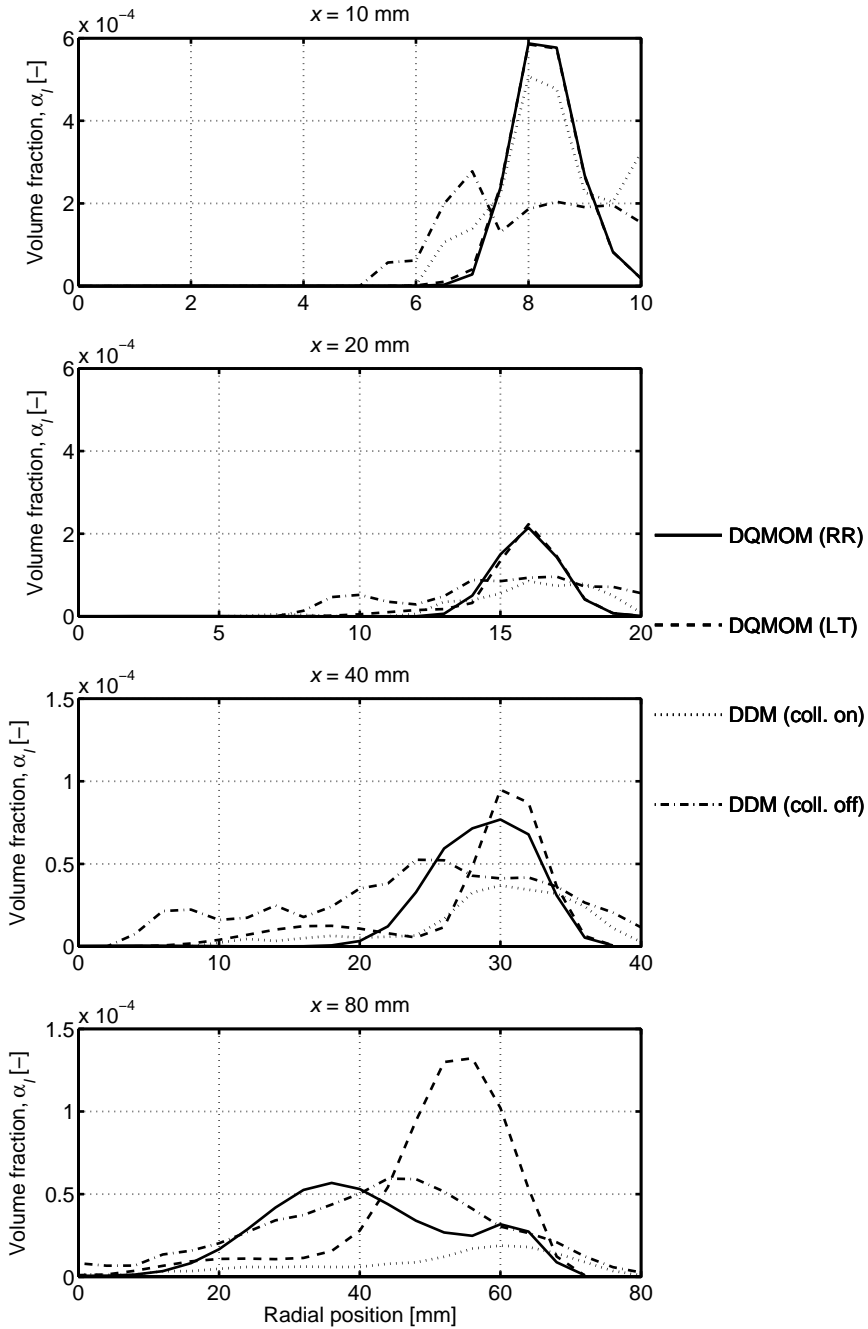 x 10⁻⁴
x = 10 mm
Volume fraction, αₗ [−]
6
4
2
0
0 2 4 6 8 10
x 10⁻⁴
x = 20 mm
Volume fraction, αₗ [−]
6
4
2
0
0 5 10 15 20
DQMOM (RR)
DQMOM (LT)
DDM (coll. on)
DDM (coll. off)
x 10⁻⁴
x = 40 mm
Volume fraction, αₗ [−]
1.5
1
0.5
0
0 10 20 30 40
x 10⁻⁴
x = 80 mm
Volume fraction, αₗ [−]
1.5
1
0.5
0
0 20 40 60 80
Radial position [mm]